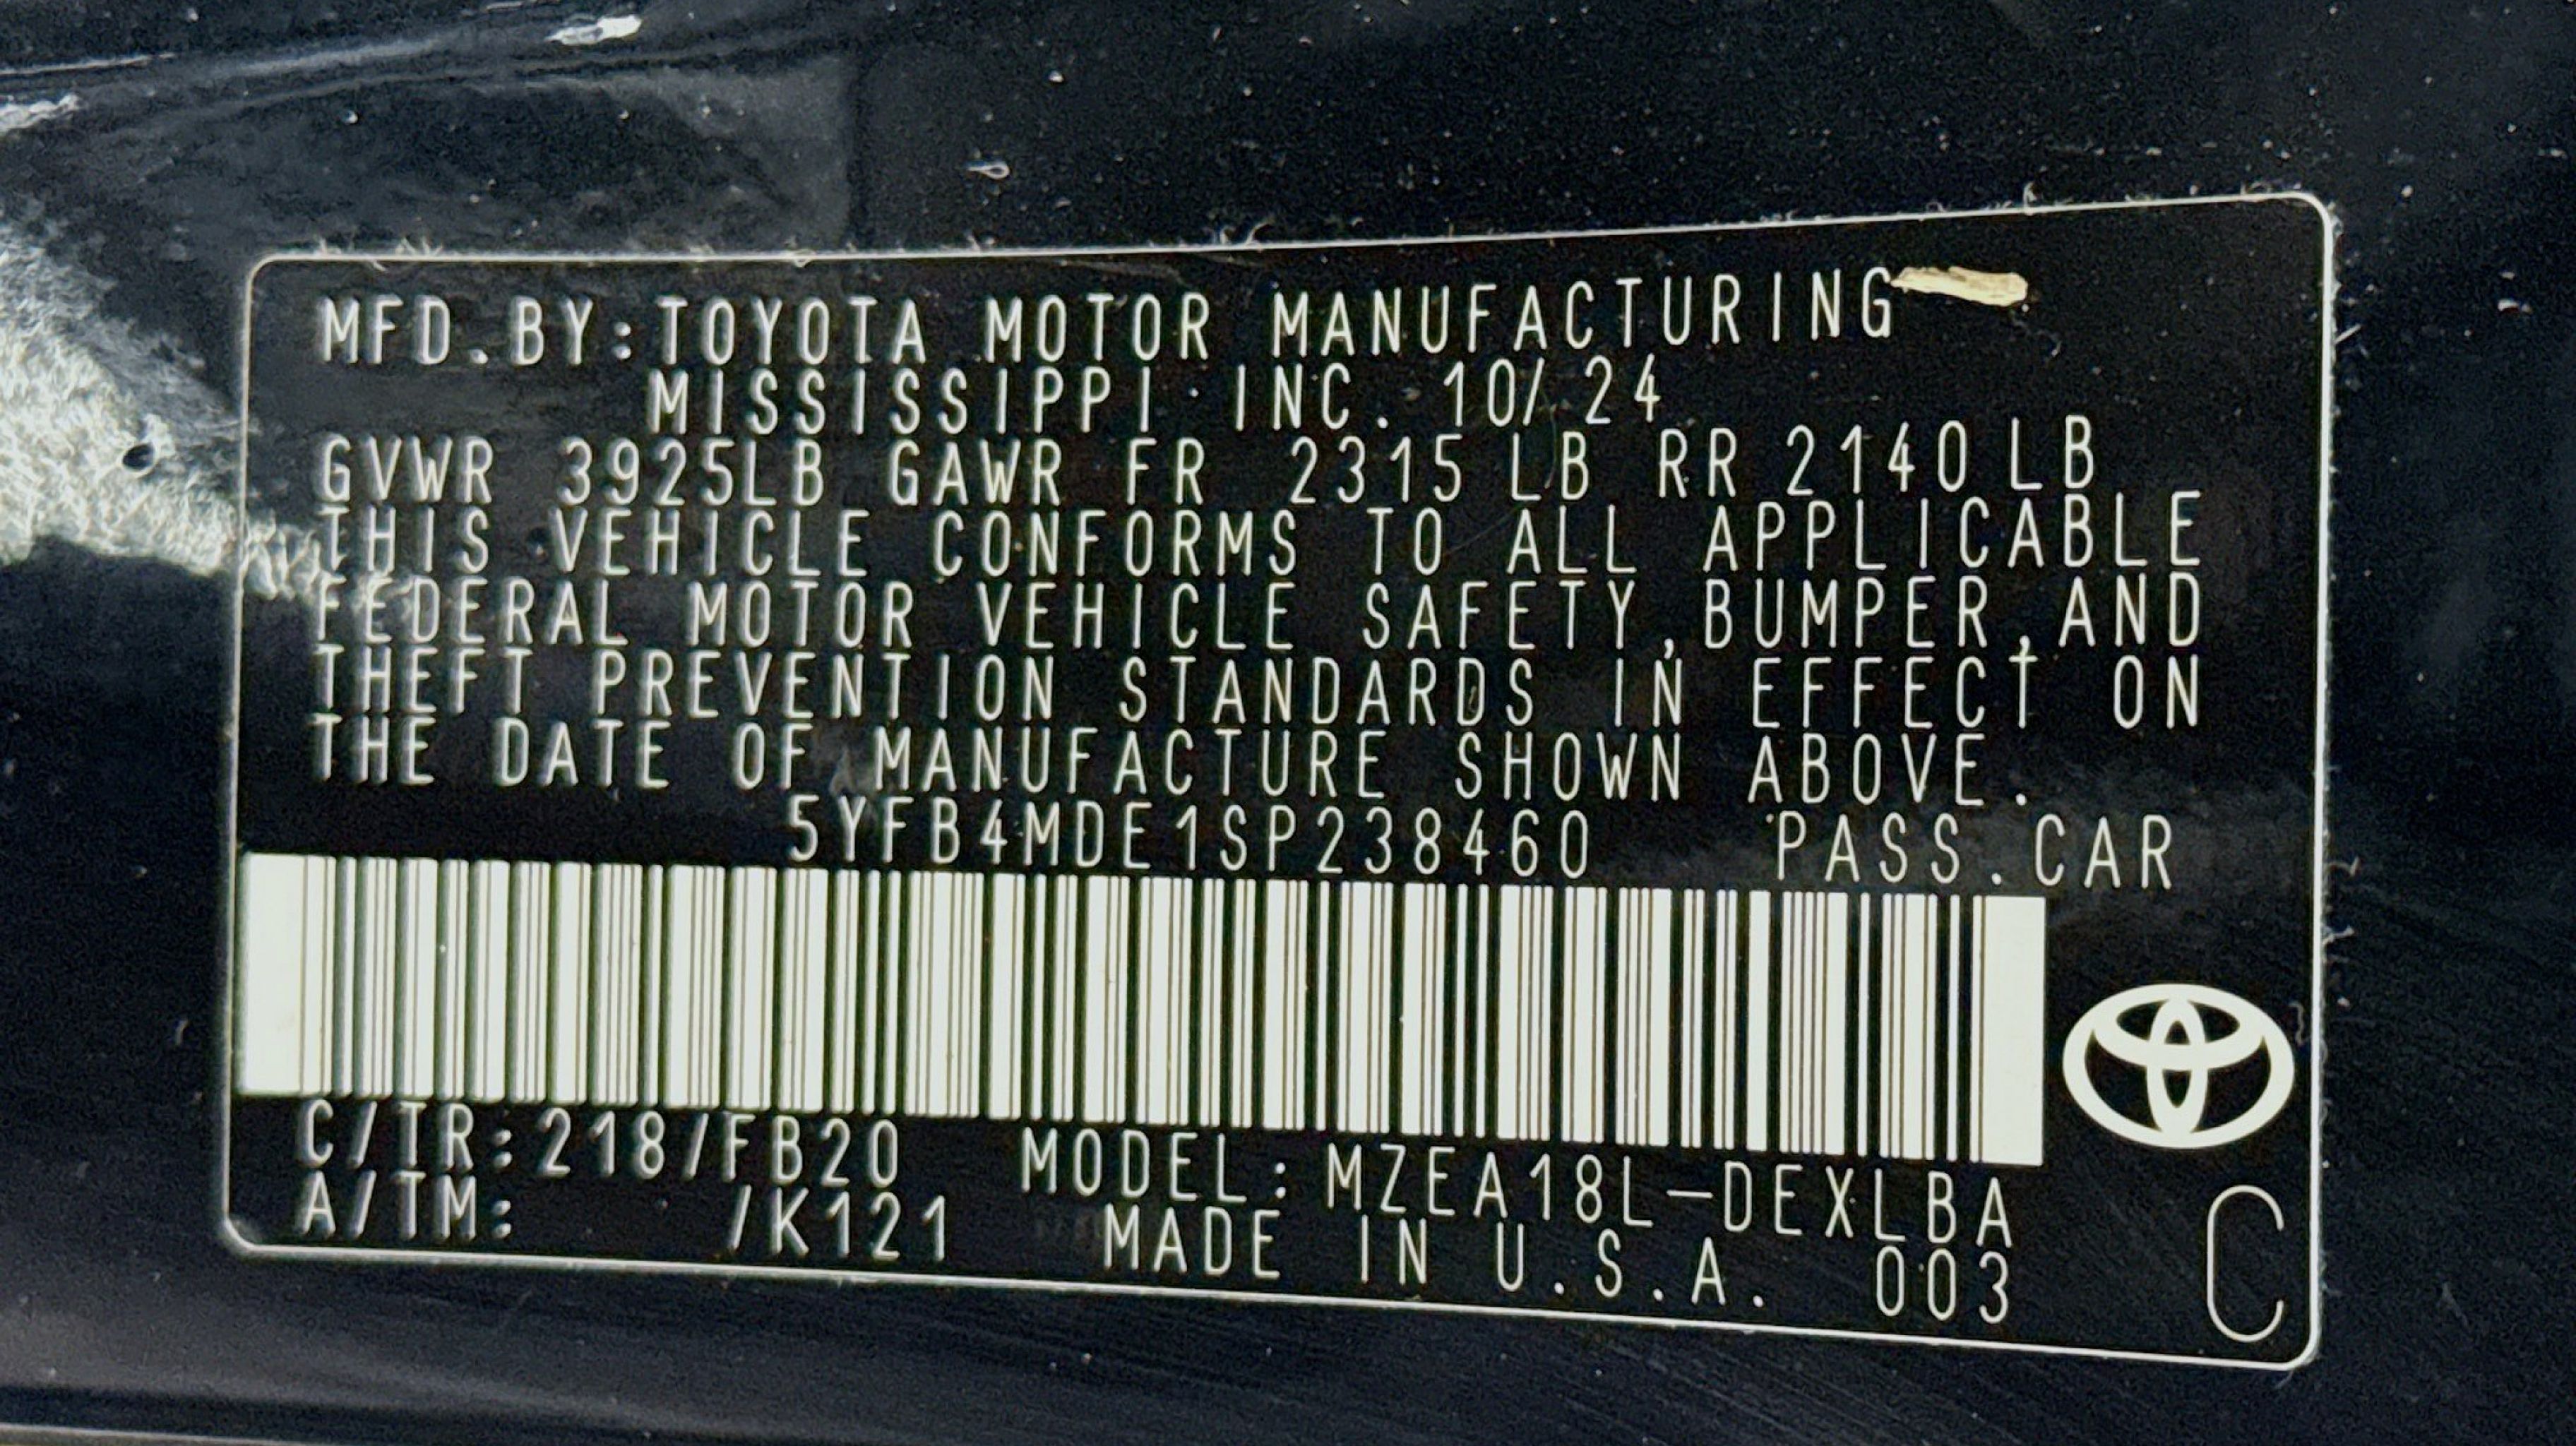 MFD.BY:TOYOTA MOTOR MANUFACTURING
MISSISSIPPI INC. 10/24
GVWR 3925LB GAWR FR 2315 LB RR 2140 LB
THIS VEHICLE CONFORMS TO ALL APPLICABLE
FEDERAL MOTOR VEHICLE SAFETY,BUMPER,AND
THEFT PREVENTION STANDARDS IN EFFECT ON
THE DATE OF MANUFACTURE SHOWN ABOVE.
5YFB4MDE1SP238460 PASS.CAR
C/TR:218/FB20 MODEL:MZEA18L-DEXLBA
A/TM: /K121 MADE IN U.S.A. 003
C